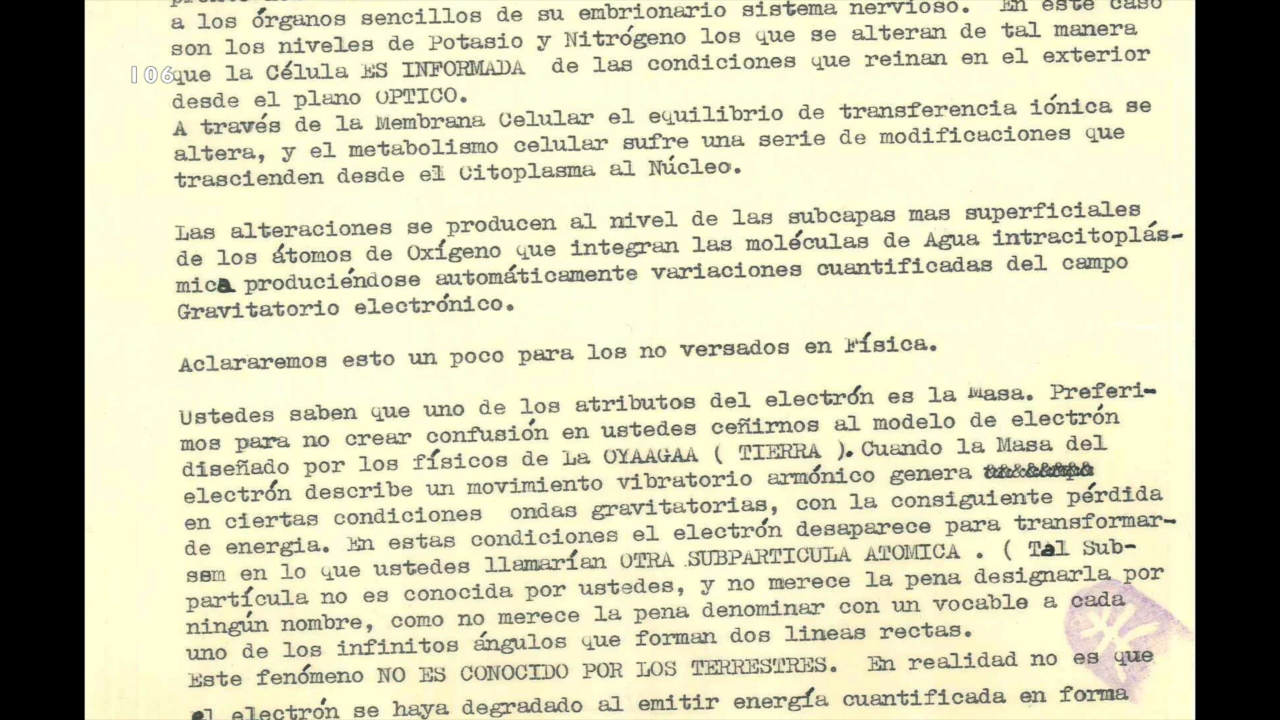 a los órganos sencillos de su embrionario sistema nervioso. En este caso
son los niveles de Potasio y Nitrógeno los que se alteran de tal manera
106
que la Célula ES INFORMADA de las condiciones que reinan en el exterior
desde el plano OPTICO.
A través de la Membrana Celular el equilibrio de transferencia iónica se
altera, y el metabolismo celular sufre una serie de modificaciones que
trascienden desde el Citoplasma al Núcleo.
Las alteraciones se producen al nivel de las subcapas mas superficiales
de los átomos de Oxígeno que integran las moléculas de Agua intracitoplás-
mica produciéndose automáticamente variaciones cuantificadas del campo
Gravitatorio electrónico.
Aclararemos esto un poco para los no versados en Física.
Ustedes saben que uno de los atributos del electrón es la Masa. Preferi-
mos para no crear confusión en ustedes ceñirnos al modelo de electrón
diseñado por los físicos de La OYAAGAA ( TIERRA ). Cuando la Masa del
electrón describe un movimiento vibratorio armónico genera
en ciertas condiciones ondas gravitatorias, con la consiguiente pérdida
de energia. En estas condiciones el electrón desaparece para transformar-
sem en lo que ustedes llamarían OTRA SUBPARTICULA ATOMICA . ( Tal Sub-
partícula no es conocida por ustedes, y no merece la pena designarla por
ningún nombre, como no merece la pena denominar con un vocable a cada
uno de los infinitos ángulos que forman dos lineas rectas.
Este fenómeno NO ES CONOCIDO POR LOS TERRESTRES. En realidad no es que
el electrón se haya degradado al emitir energía cuantificada en forma